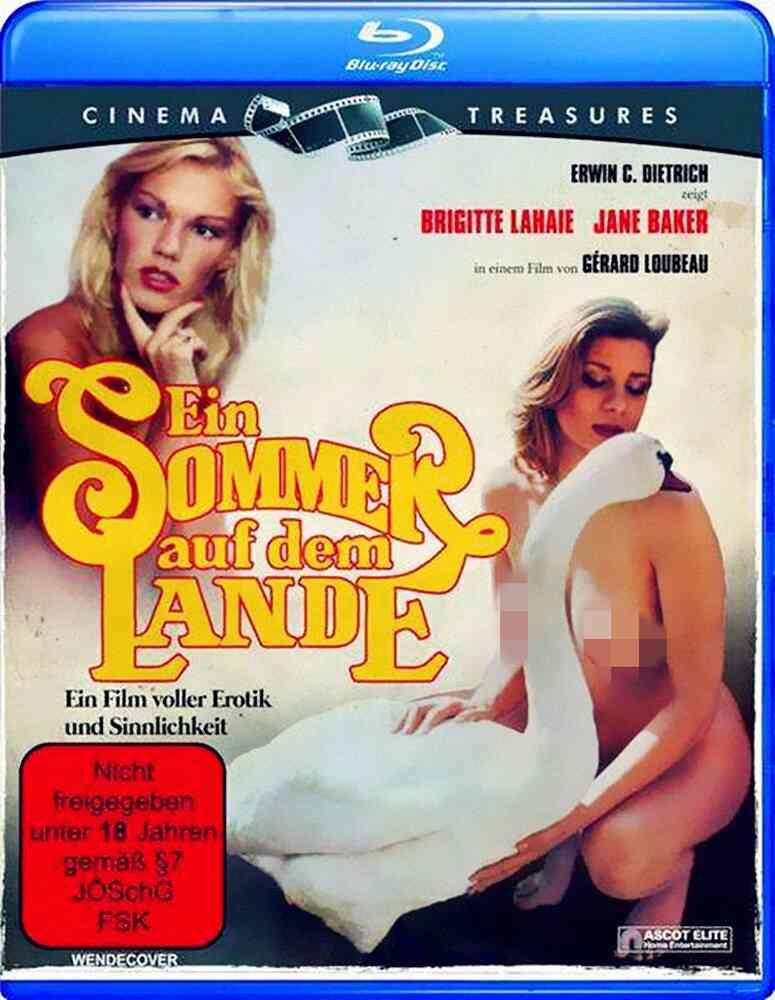 Blu-ray Disc
CINEMA TREASURES
ERWIN C. DIETRICH
zeigt
BRIGITTE LAHAIE JANE BAKER
in einem Film von GÉRARD LOUBEAU
Ein
SOMMER
auf dem
LANDE
Ein Film voller Erotik
und Sinnlichkeit
Nicht
freigegeben
unter 18 Jahren
gemäß §7
JÖSchG
FSK
WENDECOVER
ASCOT ELITE
Home Entertainment